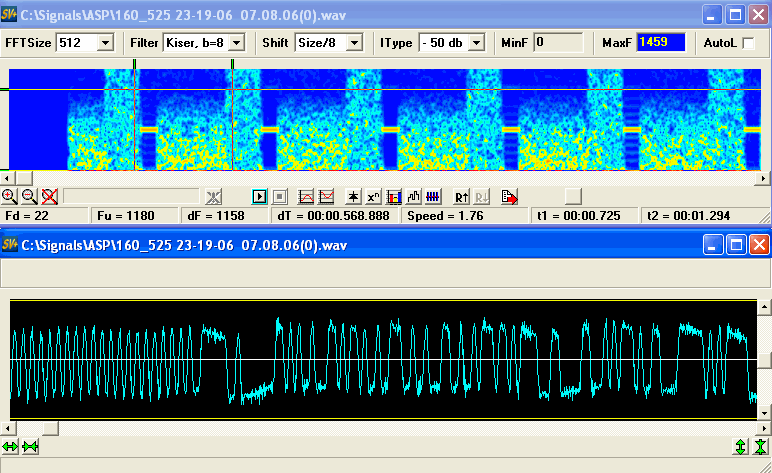 SV+ C:\Signals\ASP\160_525 23-19-06 07.08.06(0).wav
FFTSize 512 Filter Kiser, b=8 Shift Size/8 IType - 50 db MinF 0 MaxF 1459 AutoL
xⁿ R↑ R↓
Fd = 22 Fu = 1180 dF = 1158 dT = 00:00.568.888 Speed = 1.76 t1 = 00:00.725 t2 = 00:01.294
SV+ C:\Signals\ASP\160_525 23-19-06 07.08.06(0).wav